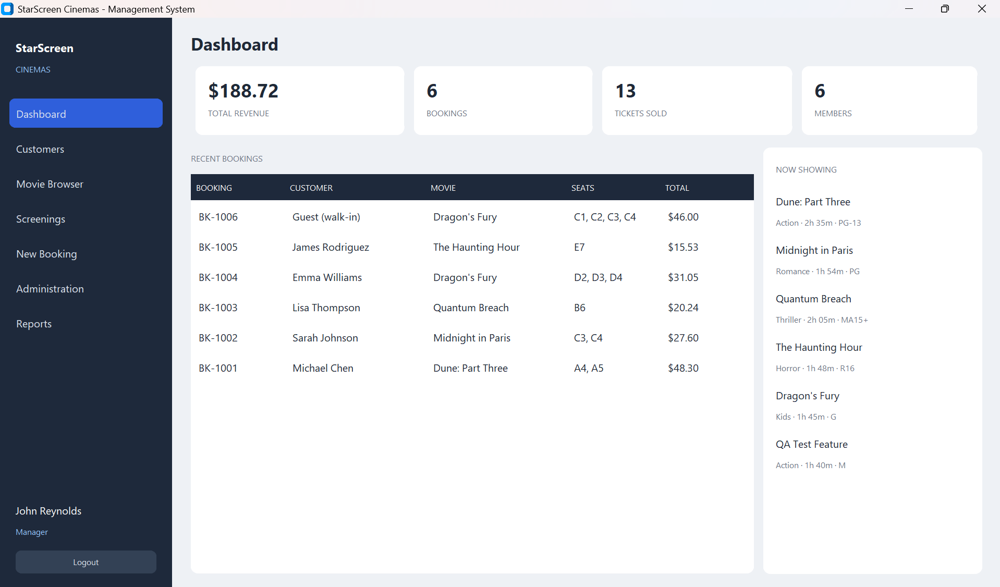 StarScreen Cinemas - Management System
StarScreen
CINEMAS
Dashboard
Customers
Movie Browser
Screenings
New Booking
Administration
Reports
John Reynolds
Manager
Logout
Dashboard
$188.72
TOTAL REVENUE
6
BOOKINGS
13
TICKETS SOLD
6
MEMBERS
RECENT BOOKINGS
BOOKING CUSTOMER MOVIE SEATS TOTAL
BK-1006 Guest (walk-in) Dragon's Fury C1, C2, C3, C4 $46.00
BK-1005 James Rodriguez The Haunting Hour E7 $15.53
BK-1004 Emma Williams Dragon's Fury D2, D3, D4 $31.05
BK-1003 Lisa Thompson Quantum Breach B6 $20.24
BK-1002 Sarah Johnson Midnight in Paris C3, C4 $27.60
BK-1001 Michael Chen Dune: Part Three A4, A5 $48.30
NOW SHOWING
Dune: Part Three
Action · 2h 35m · PG-13
Midnight in Paris
Romance · 1h 54m · PG
Quantum Breach
Thriller · 2h 05m · MA15+
The Haunting Hour
Horror · 1h 48m · R16
Dragon's Fury
Kids · 1h 45m · G
QA Test Feature
Action · 1h 40m · M